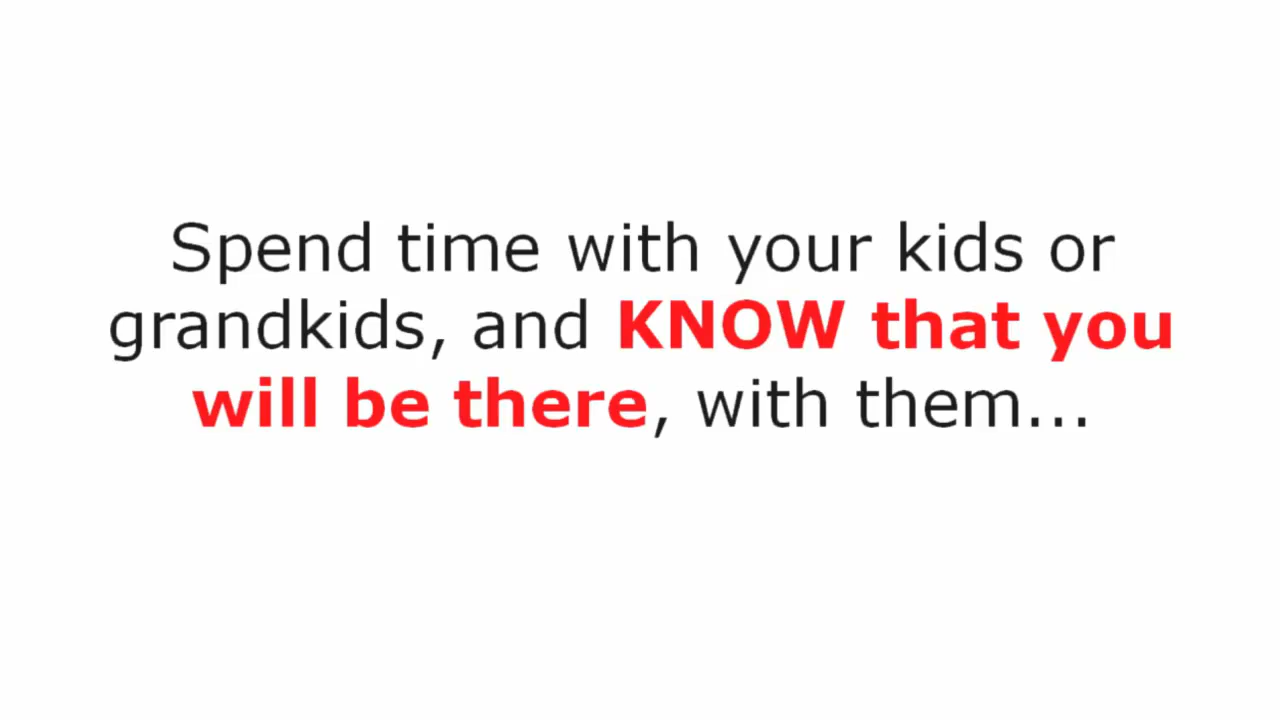 Spend time with your kids or
grandkids, and KNOW that you
will be there, with them...